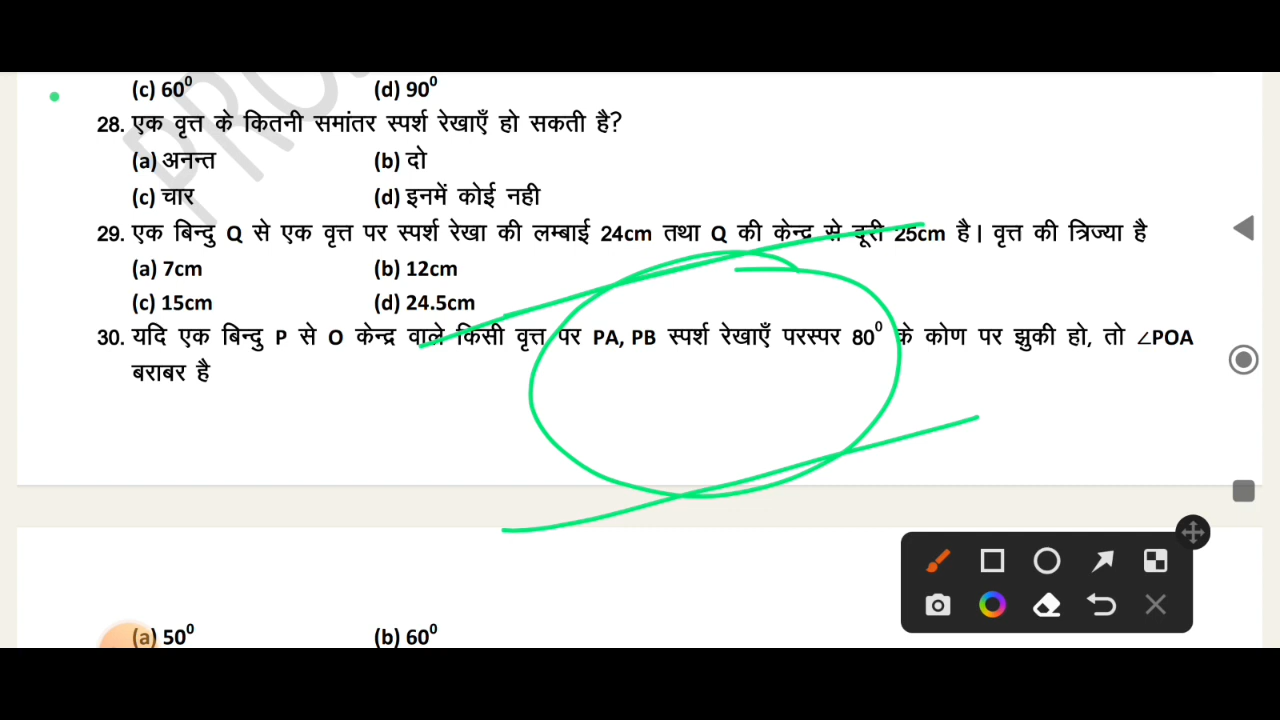 (c) 60⁰ (d) 90⁰
28. एक वृत्त के कितनी समांतर स्पर्श रेखाएँ हो सकती है?
(a) अनन्त (b) दो
(c) चार (d) इनमें कोई नही
29. एक बिन्दु Q से एक वृत्त पर स्पर्श रेखा की लम्बाई 24cm तथा Q की केन्द्र से दूरी 25cm है। वृत्त की त्रिज्या है
(a) 7cm (b) 12cm
(c) 15cm (d) 24.5cm
30. यदि एक बिन्दु P से O केन्द्र वाले किसी वृत्त पर PA, PB स्पर्श रेखाएँ परस्पर 80⁰ के कोण पर झुकी हो, तो ∠POA
बराबर है
(a) 50⁰ (b) 60⁰